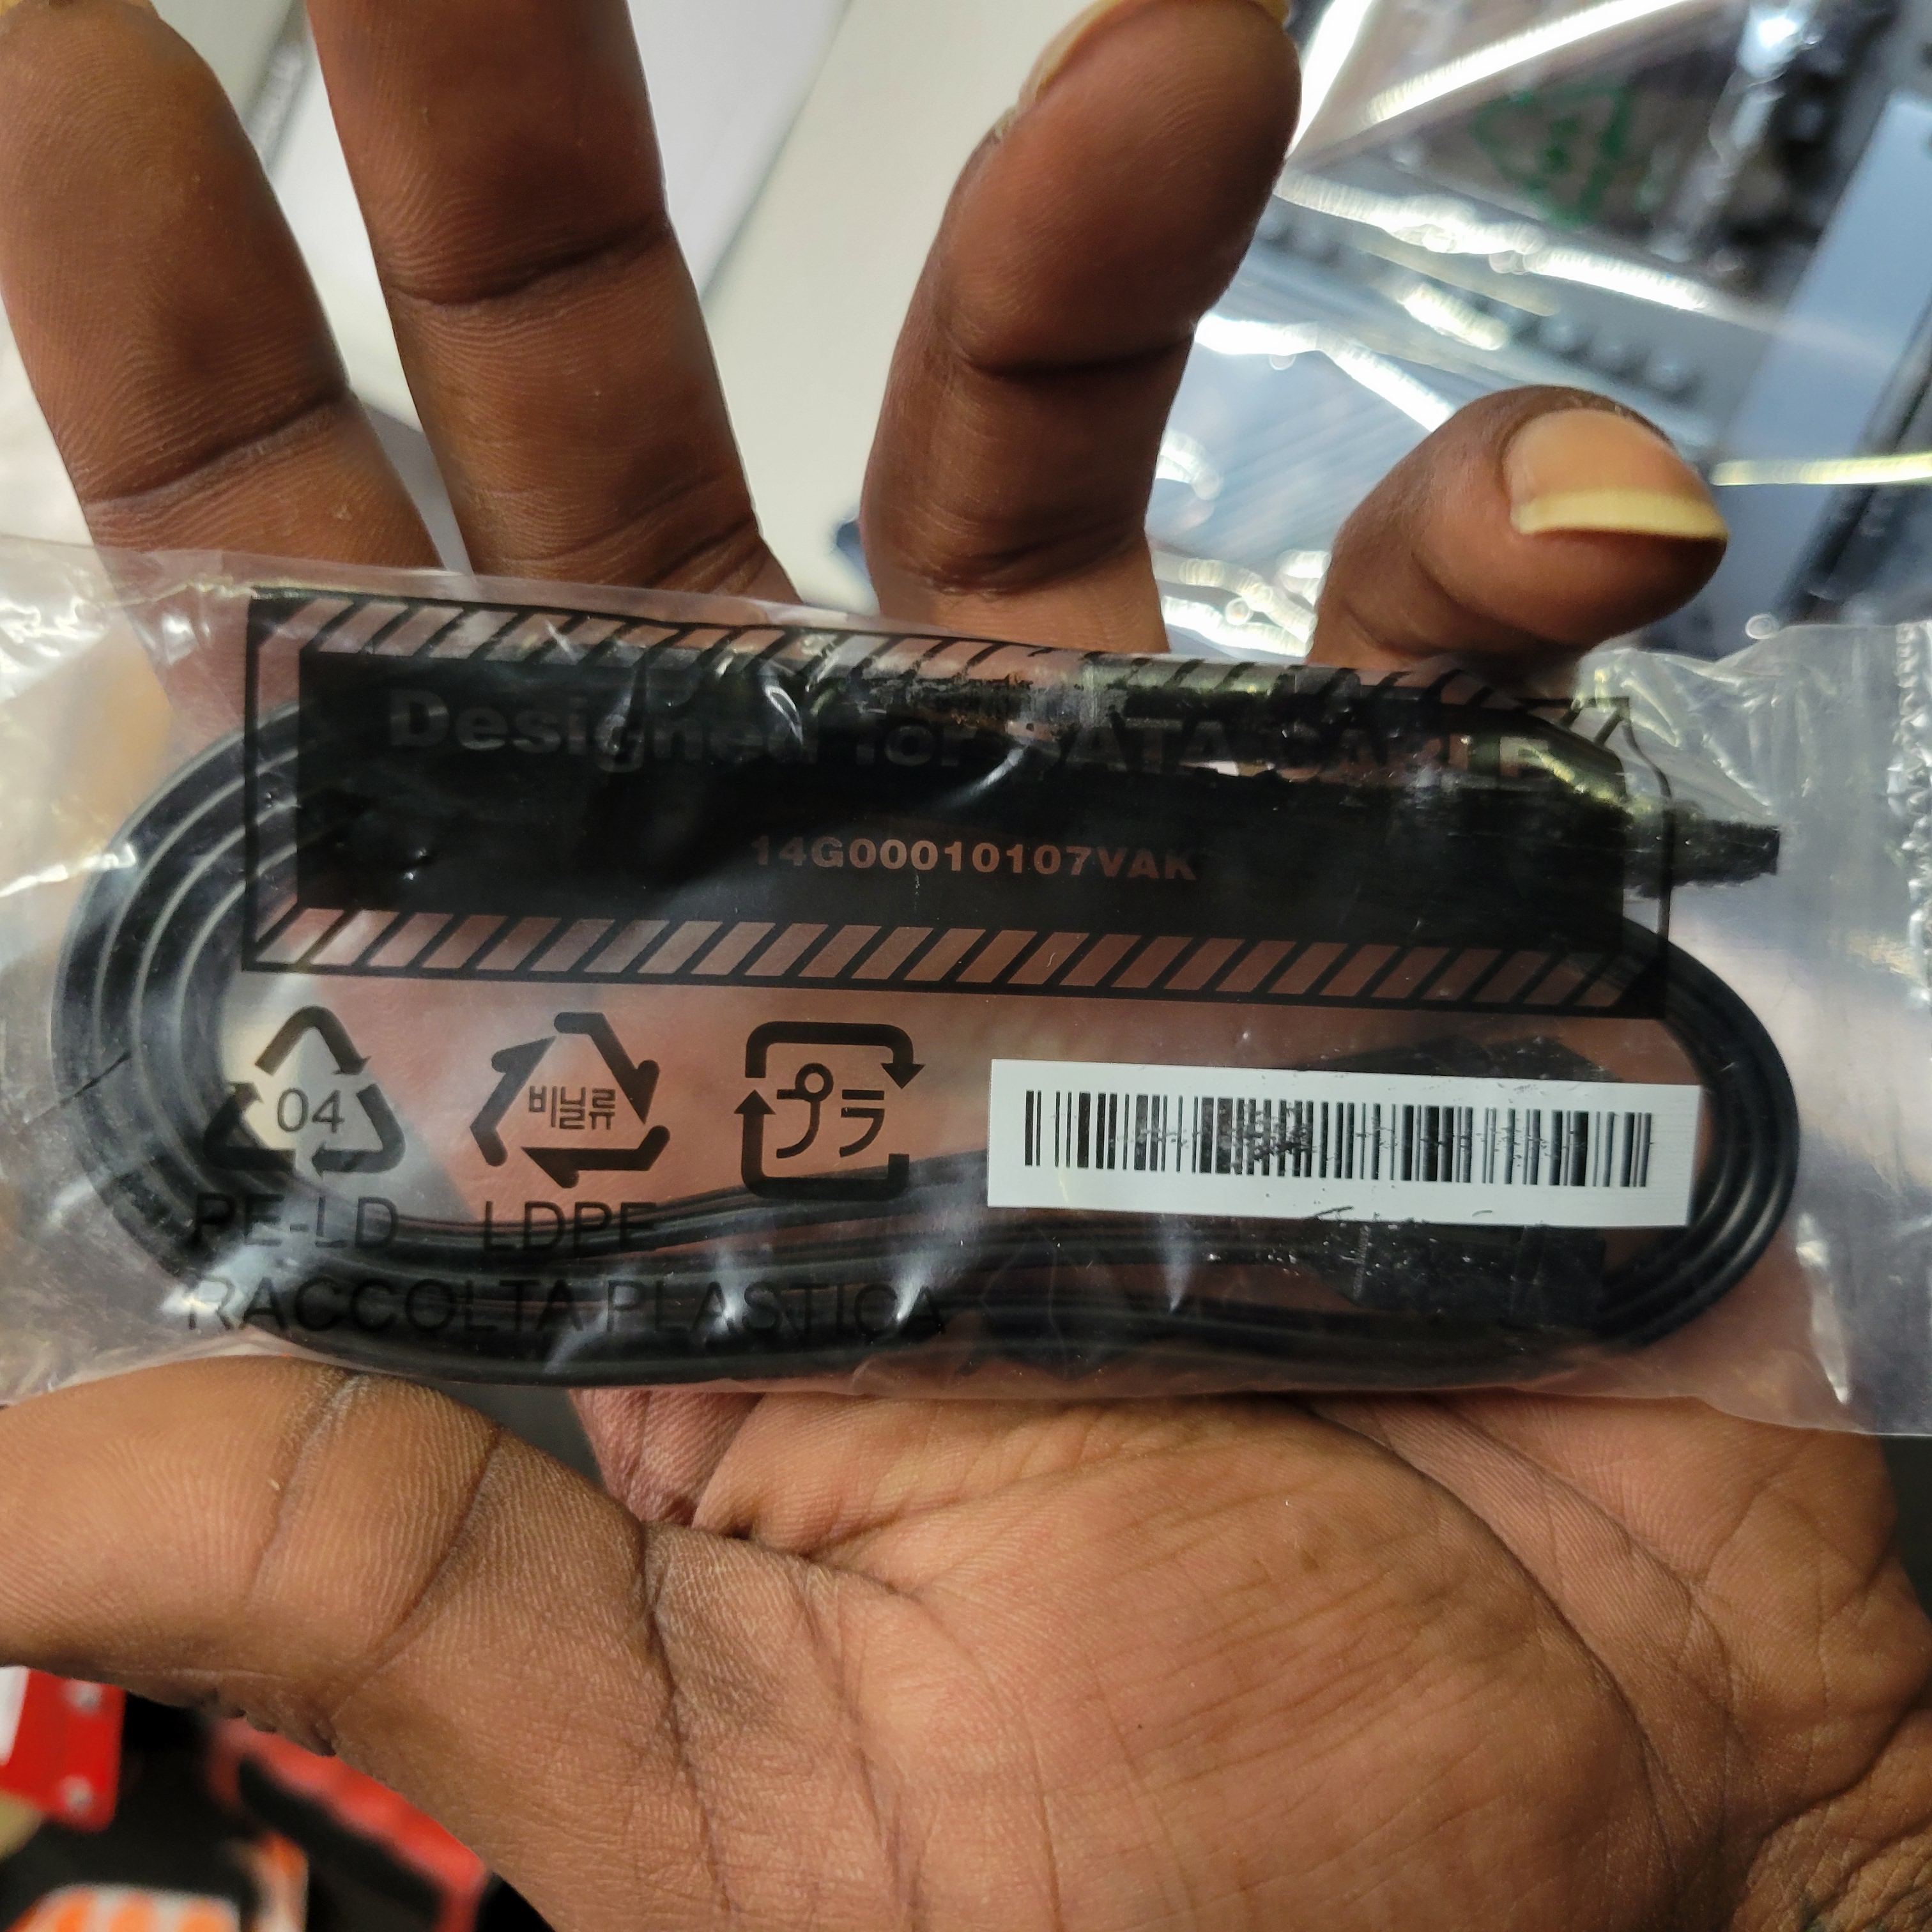 Designed for SATA CABLE
14G00010107VAK
04
비닐류
プラ
PE-LD
LDPE
RACCOLTA PLASTICA